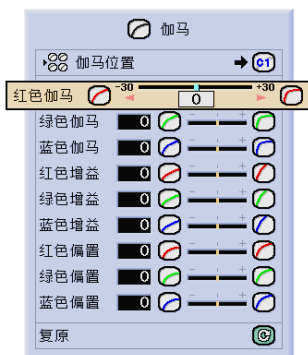 伽马
伽马位置 C1
红色伽马 -30 0 +30
绿色伽马 0 - +
蓝色伽马 0 - +
红色增益 0 - +
绿色增益 0 - +
蓝色增益 0 - +
红色偏置 0 - +
绿色偏置 0 - +
蓝色偏置 0 - +
复原